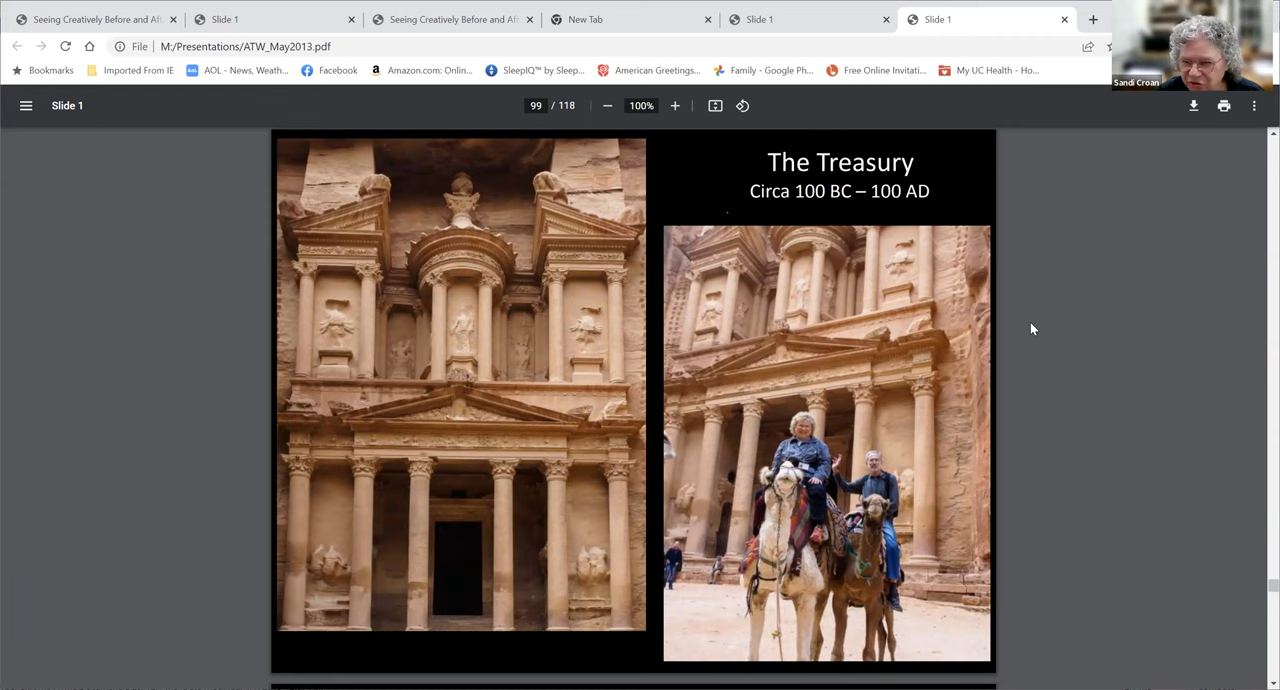 Seeing Creatively Before and Af
Slide 1
Seeing Creatively Before and Af
New Tab
Slide 1
Slide 1
File
M:/Presentations/ATW_May2013.pdf
Bookmarks
Imported From IE
Aol.
AOL - News, Weath...
Facebook
Amazon.com: Onlin...
SleepIQ™ by Sleep...
American Greetings...
Family - Google Ph...
Free Online Invitati...
My UC Health - Ho...
Sandi Croan
Slide 1
99 / 118
100%
The Treasury
Circa 100 BC – 100 AD